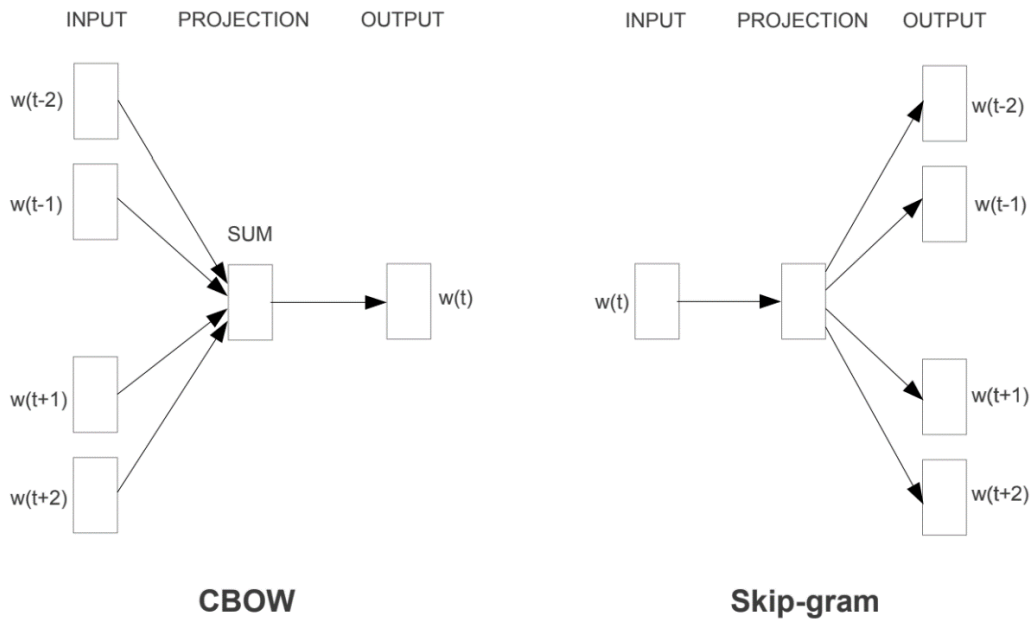 INPUT PROJECTION OUTPUT
w(t-2)
w(t-1)
SUM
w(t)
w(t+1)
w(t+2)
CBOW
INPUT PROJECTION OUTPUT
w(t-2)
w(t-1)
w(t)
w(t+1)
w(t+2)
Skip-gram